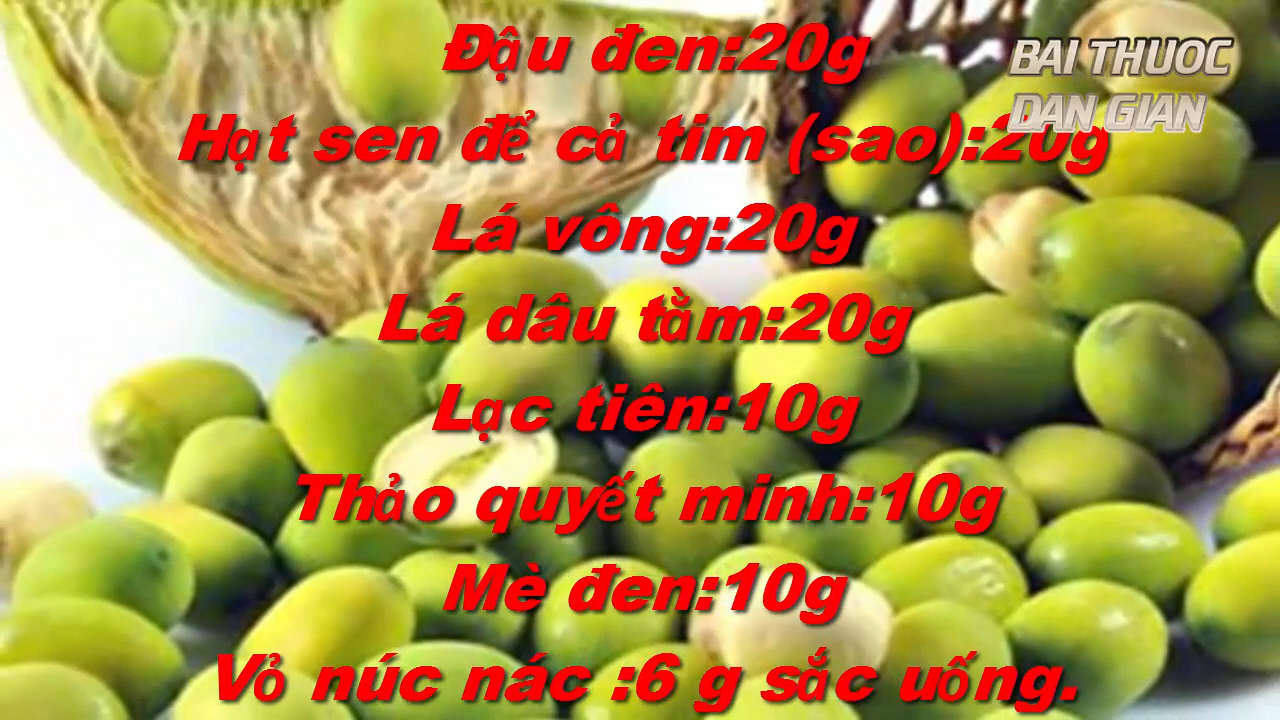 Đậu đen:20g
BAI THUOC
DAN GIAN
Hạt sen để cả tim (sao):20g
Lá vông:20g
Lá dâu tằm:20g
Lạc tiên:10g
Thảo quyết minh:10g
Mè đen:10g
Vỏ núc nác :6 g sắc uống.